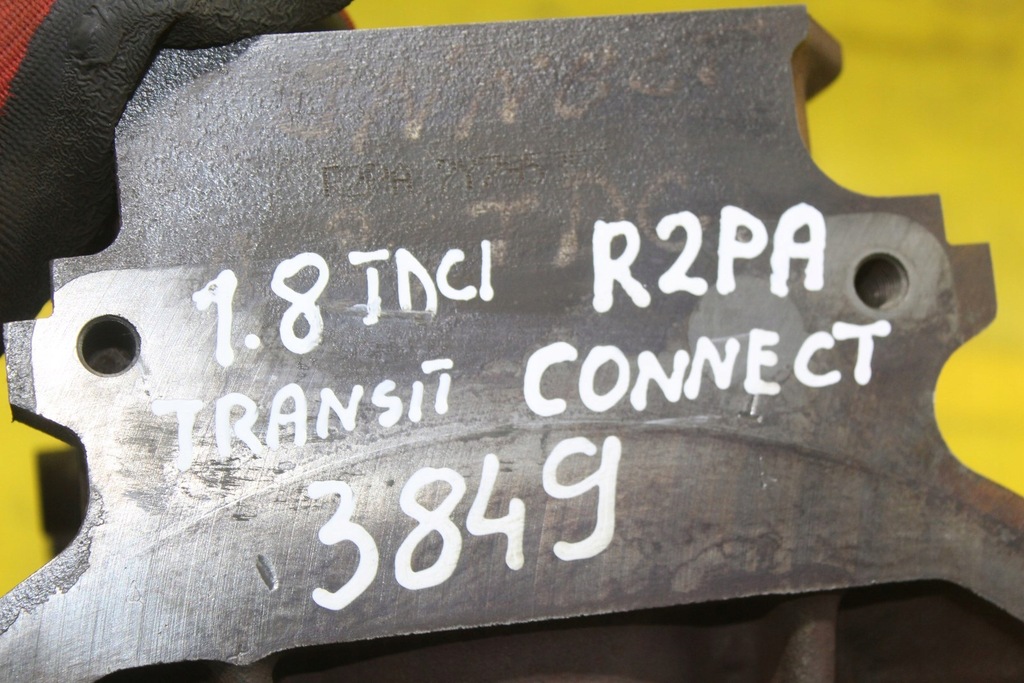 1.8 TDCI R2PA
TRANSIT CONNECT
3849